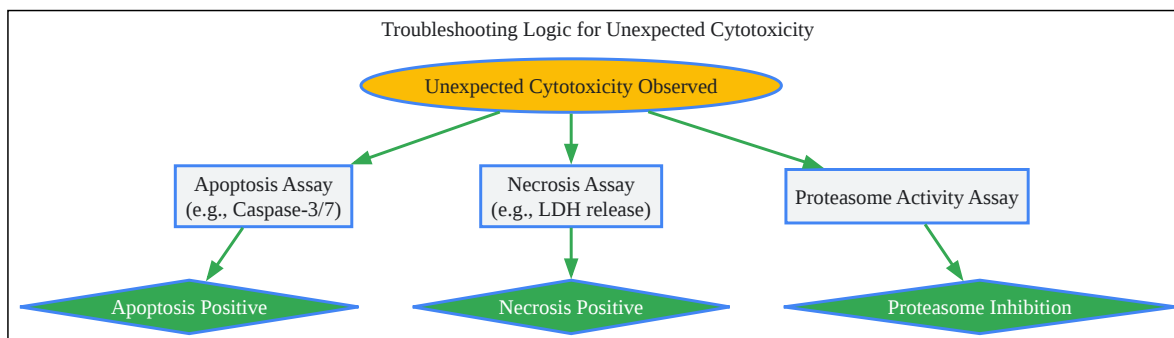 Troubleshooting Logic for Unexpected Cytotoxicity
Unexpected Cytotoxicity Observed
Apoptosis Assay
(e.g., Caspase-3/7)
Necrosis Assay
(e.g., LDH release)
Proteasome Activity Assay
Apoptosis Positive
Necrosis Positive
Proteasome Inhibition